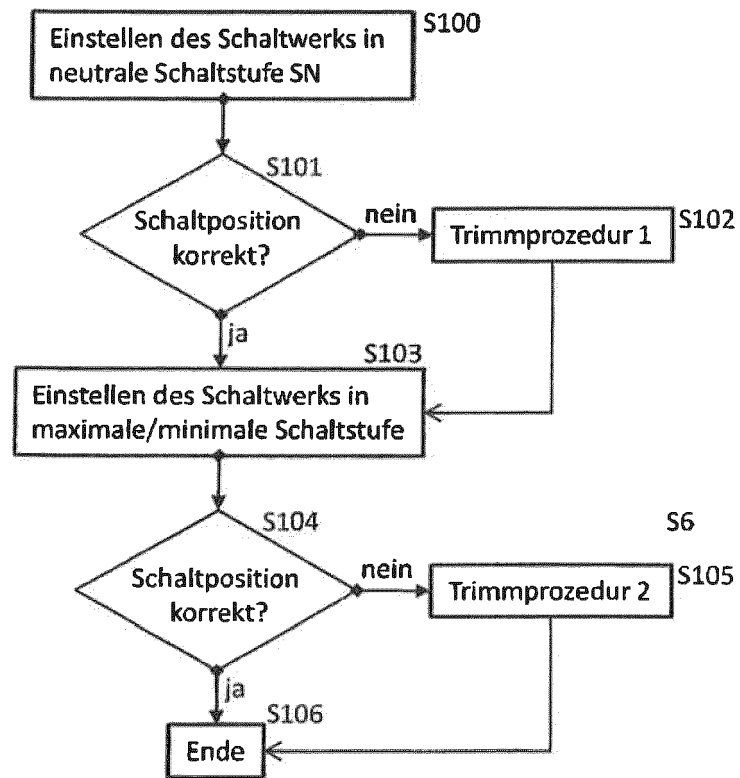 Einstellen des Schaltwerks in
neutrale Schaltstufe SN
S100
S101
Schaltposition
korrekt?
nein
Trimmprozedur 1
S102
ja
S103
Einstellen des Schaltwerks in
maximale/minimale Schaltstufe
S104
S6
Schaltposition
korrekt?
nein
Trimmprozedur 2
S105
ja
S106
Ende